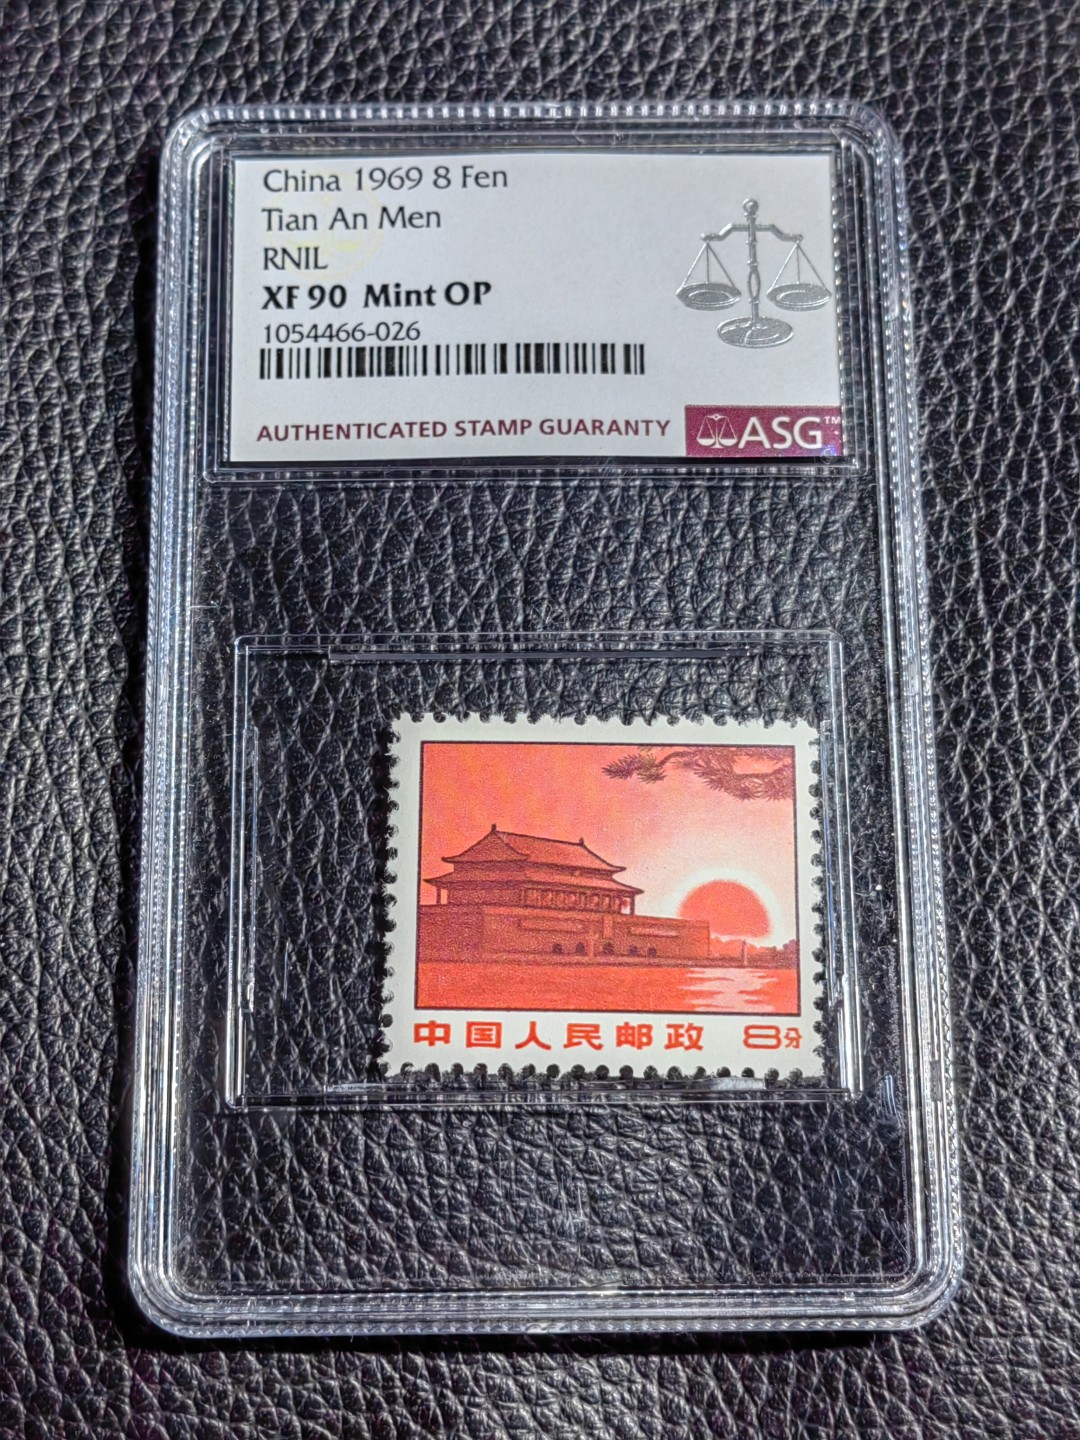 China 1969 8 Fen
Tian An Men
RNIL
XF 90 Mint OP
1054466-026
AUTHENTICATED STAMP GUARANTY
ASG™
中国人民邮政 8分